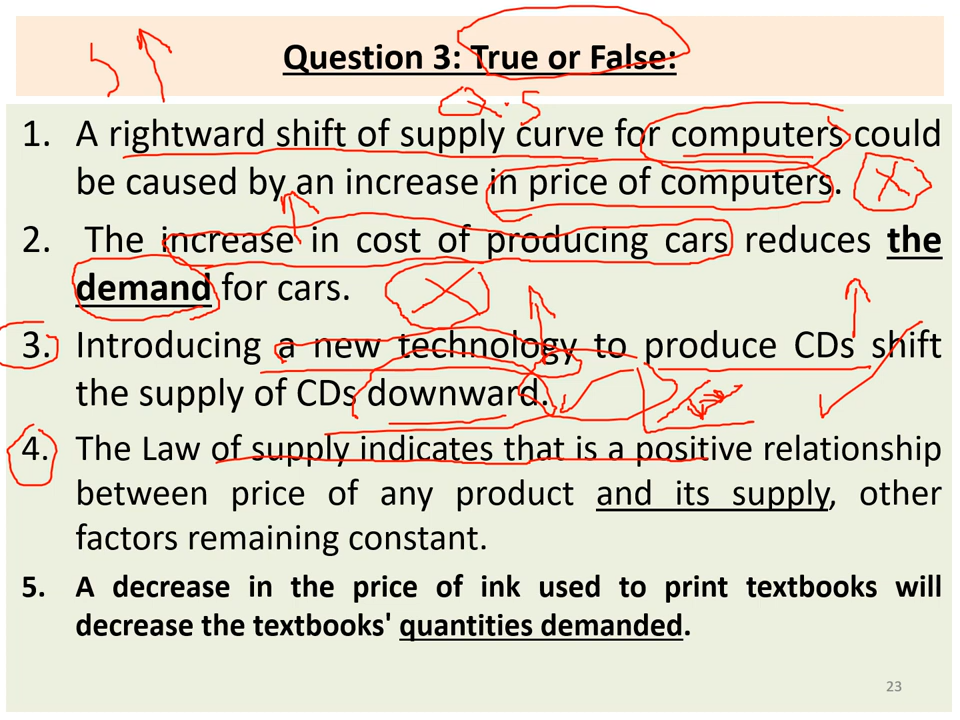 Question 3: True or False:
Q.5
1. A rightward shift of supply curve for computers could
be caused by an increase in price of computers.
2. The increase in cost of producing cars reduces the
demand for cars.
3. Introducing a new technology to produce CDs shift
the supply of CDs downward.
4. The Law of supply indicates that is a positive relationship
between price of any product and its supply, other
factors remaining constant.
5. A decrease in the price of ink used to print textbooks will
decrease the textbooks' quantities demanded.
23